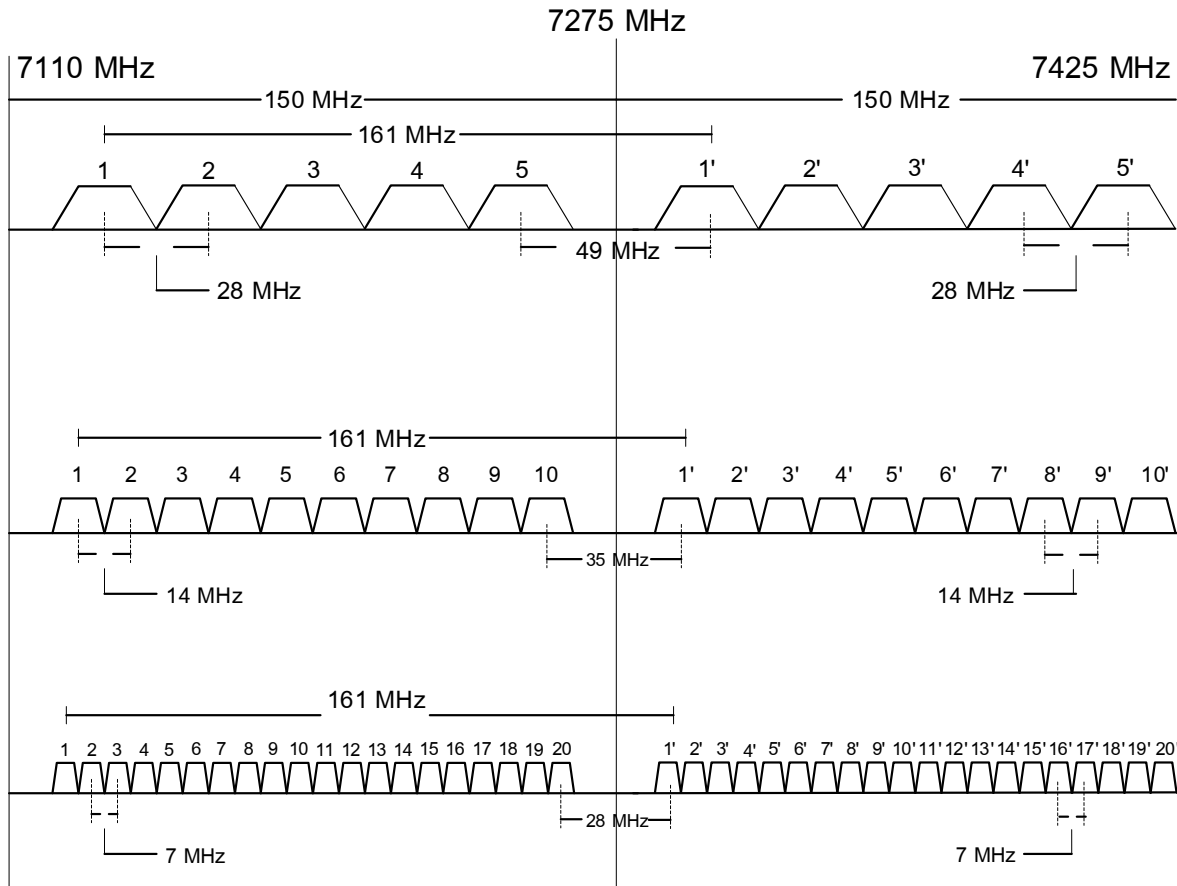 7275 MHz
7110 MHz 7425 MHz
150 MHz 150 MHz
161 MHz
1 2 3 4 5 1' 2' 3' 4' 5'
49 MHz
28 MHz 28 MHz
161 MHz
1 2 3 4 5 6 7 8 9 10 1' 2' 3' 4' 5' 6' 7' 8' 9' 10'
35 MHz
14 MHz 14 MHz
161 MHz
1 2 3 4 5 6 7 8 9 10 11 12 13 14 15 16 17 18 19 20 1' 2' 3' 4' 5' 6' 7' 8' 9' 10' 11' 12' 13' 14' 15' 16' 17' 18' 19' 20'
28 MHz
7 MHz 7 MHz